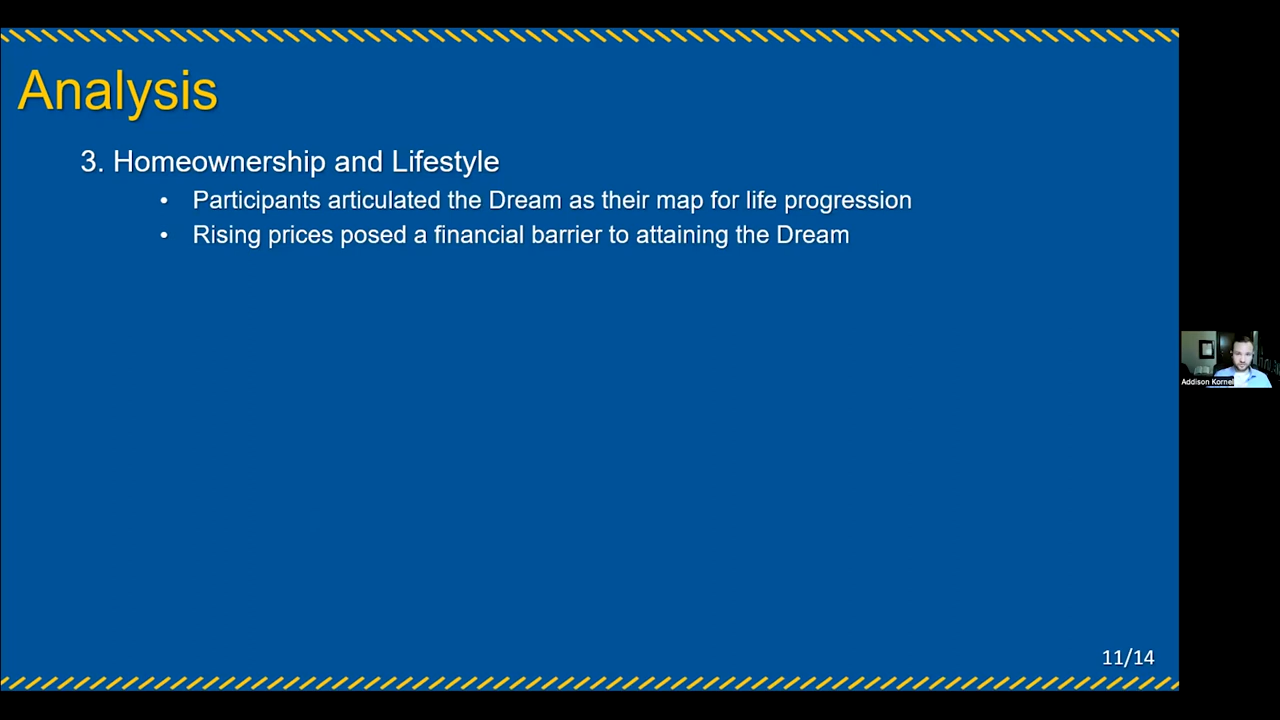 Analysis
3. Homeownership and Lifestyle
• Participants articulated the Dream as their map for life progression
• Rising prices posed a financial barrier to attaining the Dream
Addison Kornel
11/14